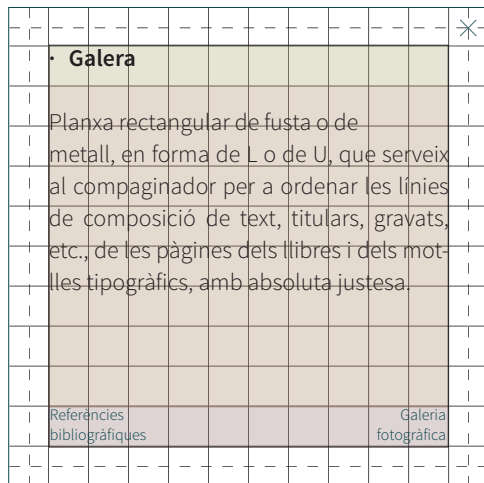 · Galera
Planxa rectangular de fusta o de
metall, en forma de L o de U, que serveix
al compaginador per a ordenar les línies
de composició de text, titulars, gravats,
etc., de les pàgines dels llibres i dels mot-
lles tipogràfics, amb absoluta justesa.
Referències
bibliogràfiques
Galeria
fotogràfica